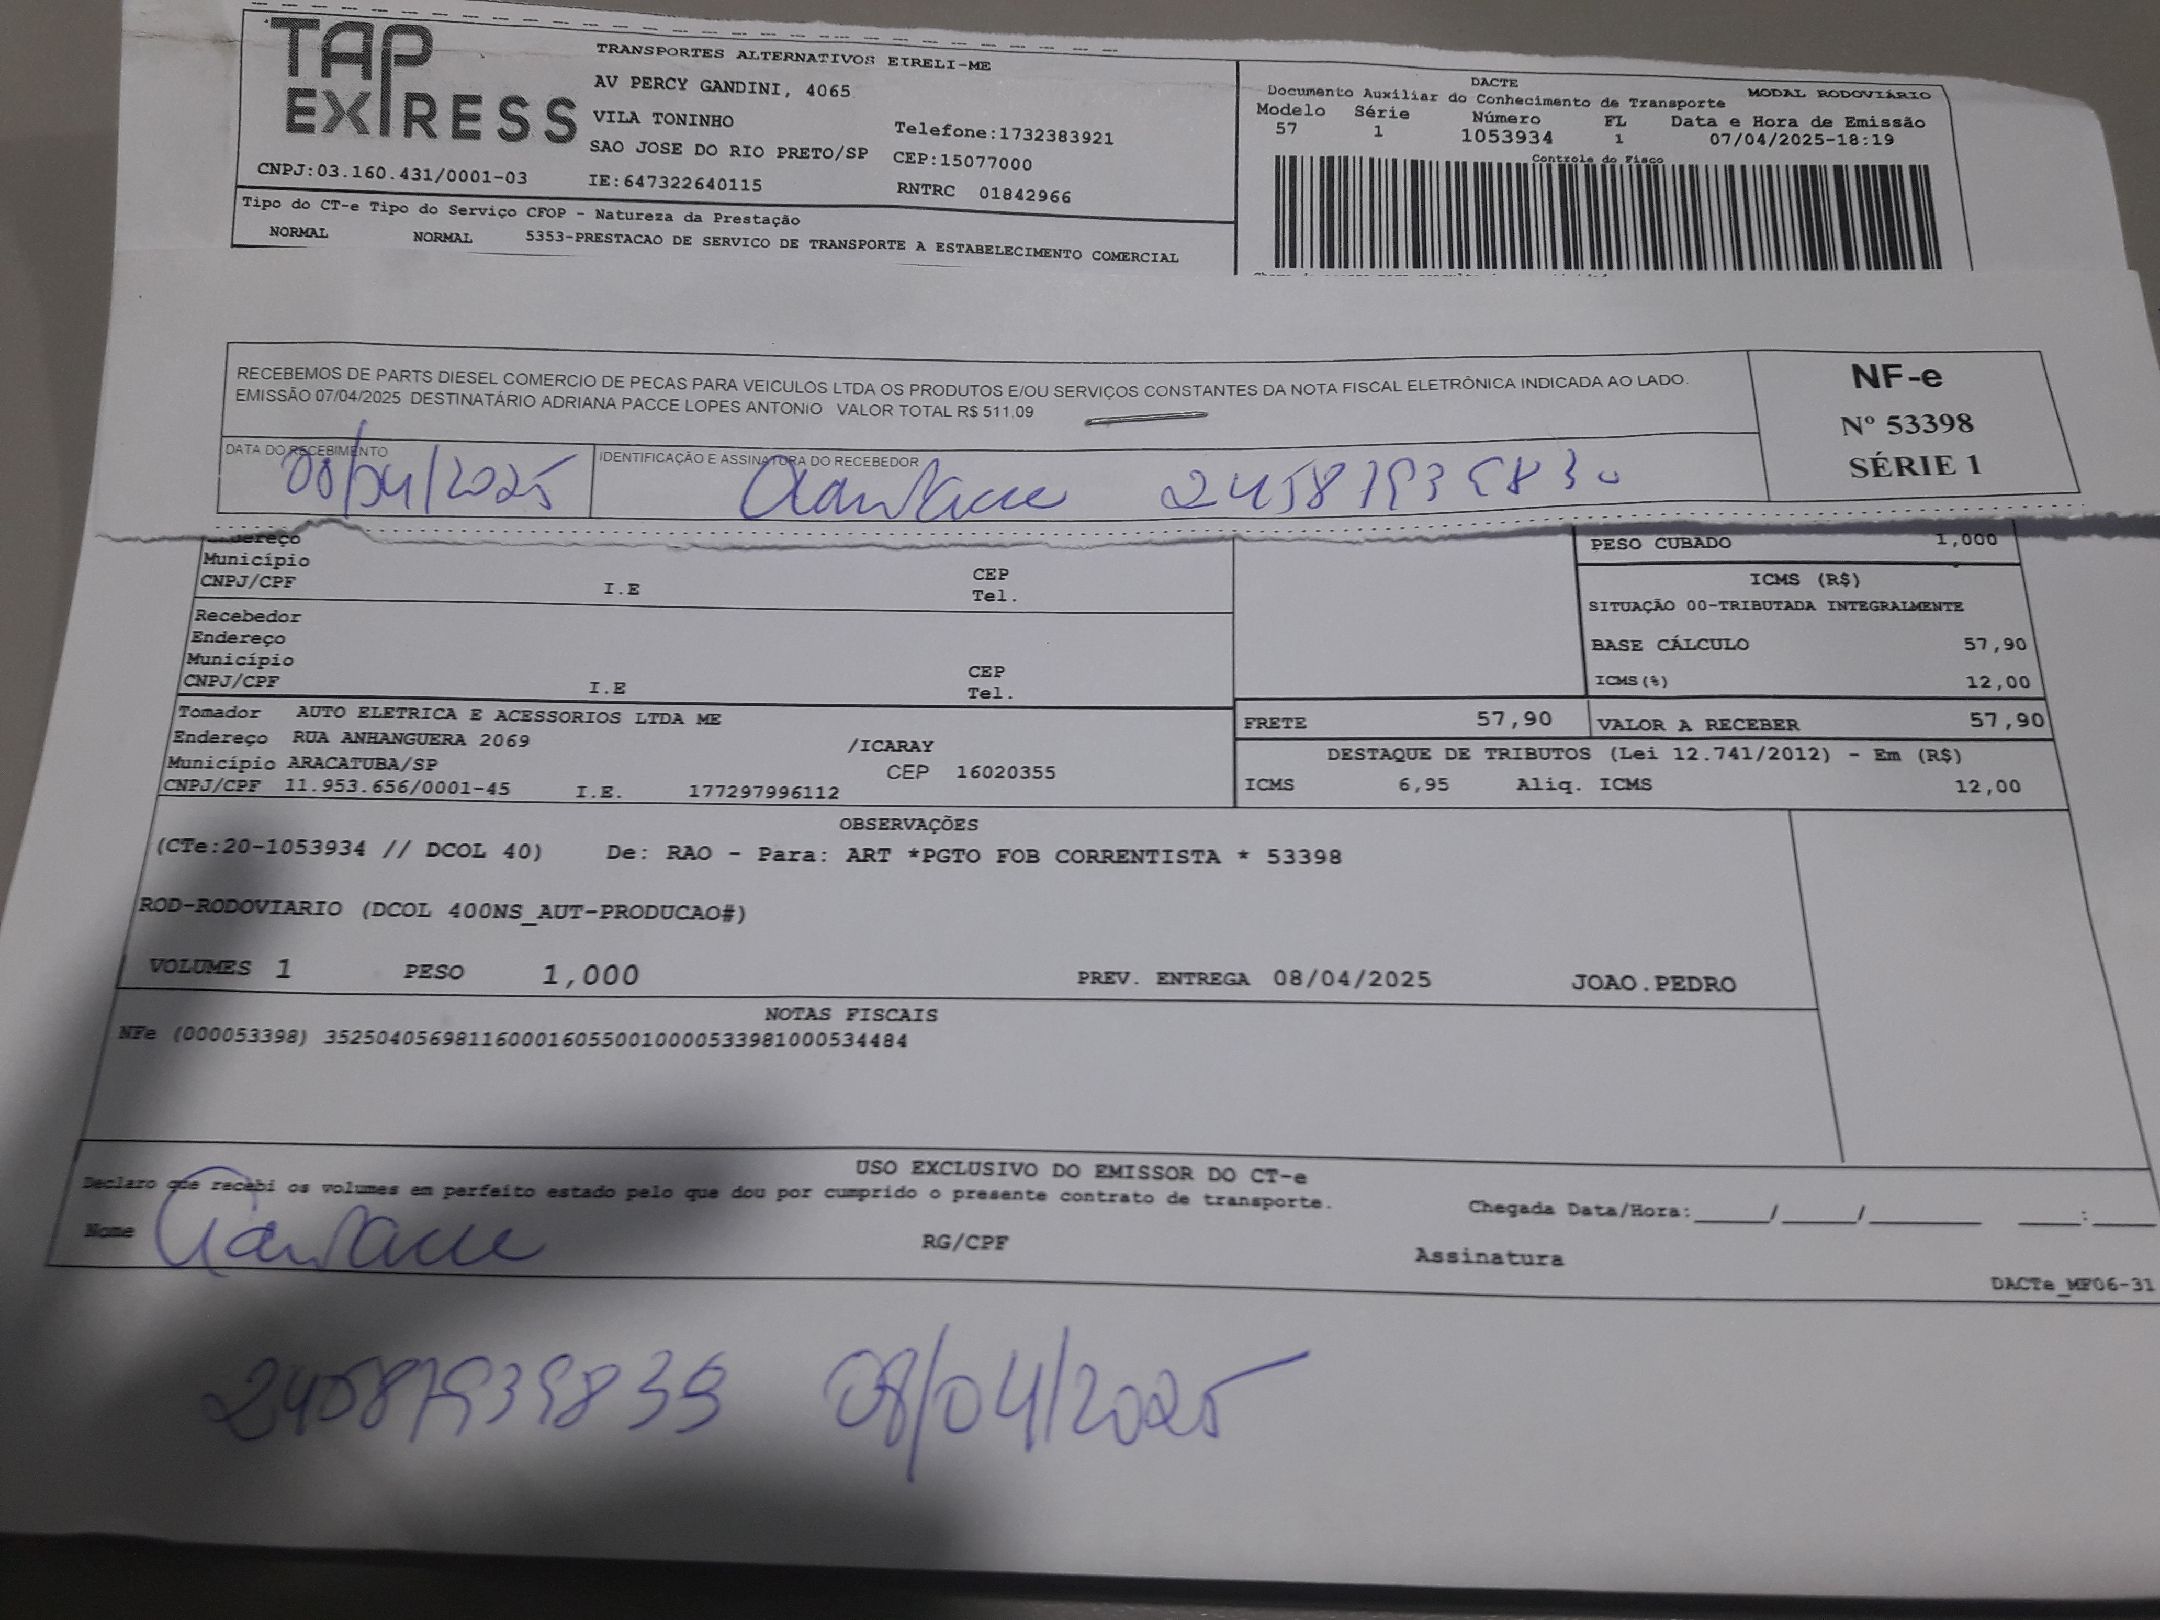 TAP EXPRESS
TRANSPORTES ALTERNATIVOS EIRELI-ME
AV PERCY GANDINI, 4065
VILA TONINHO
Telefone:1732383921
SAO JOSE DO RIO PRETO/SP CEP:15077000
CNPJ:03.160.431/0001-03 IE:647322640115 RNTRC 01842966
Tipo do CT-e Tipo do Serviço CFOP - Natureza da Prestação
NORMAL NORMAL 5353-PRESTACAO DE SERVICO DE TRANSPORTE A ESTABELECIMENTO COMERCIAL
DACTE
Documento Auxiliar do Conhecimento de Transporte MODAL RODOVIÁRIO
Modelo Série Número FL Data e Hora de Emissão
57 1 1053934 1 07/04/2025-18:19
Controle do Fisco
RECEBEMOS DE PARTS DIESEL COMERCIO DE PECAS PARA VEICULOS LTDA OS PRODUTOS E/OU SERVIÇOS CONSTANTES DA NOTA FISCAL ELETRÔNICA INDICADA AO LADO.
EMISSÃO 07/04/2025 DESTINATÁRIO ADRIANA PACCE LOPES ANTONIO VALOR TOTAL R$ 511,09
NF-e
Nº 53398
SÉRIE 1
DATA DO RECEBIMENTO
08/04/2025
IDENTIFICAÇÃO E ASSINATURA DO RECEBEDOR
Endereço
Município CEP
CNPJ/CPF I.E Tel.
Recebedor
Endereço
Município CEP
CNPJ/CPF I.E Tel.
PESO CUBADO 1,000
ICMS (R$)
SITUAÇÃO 00-TRIBUTADA INTEGRALMENTE
BASE CÁLCULO 57,90
ICMS(%) 12,00
Tomador AUTO ELETRICA E ACESSORIOS LTDA ME
Endereço RUA ANHANGUERA 2069 /ICARAY
Município ARACATUBA/SP CEP 16020355
CNPJ/CPF 11.953.656/0001-45 I.E. 177297996112
FRETE 57,90 VALOR A RECEBER 57,90
DESTAQUE DE TRIBUTOS (Lei 12.741/2012) - Em (R$)
ICMS 6,95 Aliq. ICMS 12,00
OBSERVAÇÕES
(CTe:20-1053934 // DCOL 40) De: RAO - Para: ART *PGTO FOB CORRENTISTA * 53398
ROD-RODOVIARIO (DCOL 400NS_AUT-PRODUCAO#)
VOLUMES 1 PESO 1,000 PREV. ENTREGA 08/04/2025 JOAO.PEDRO
NOTAS FISCAIS
NFe (000053398) 35250405698116000160550010000533981000534484
USO EXCLUSIVO DO EMISSOR DO CT-e
Declaro que recebi os volumes em perfeito estado pelo que dou por cumprido o presente contrato de transporte.
Chegada Data/Hora:_____/_____/________ ____:____
Nome RG/CPF Assinatura
DACTe_MF06-31
08/04/2025